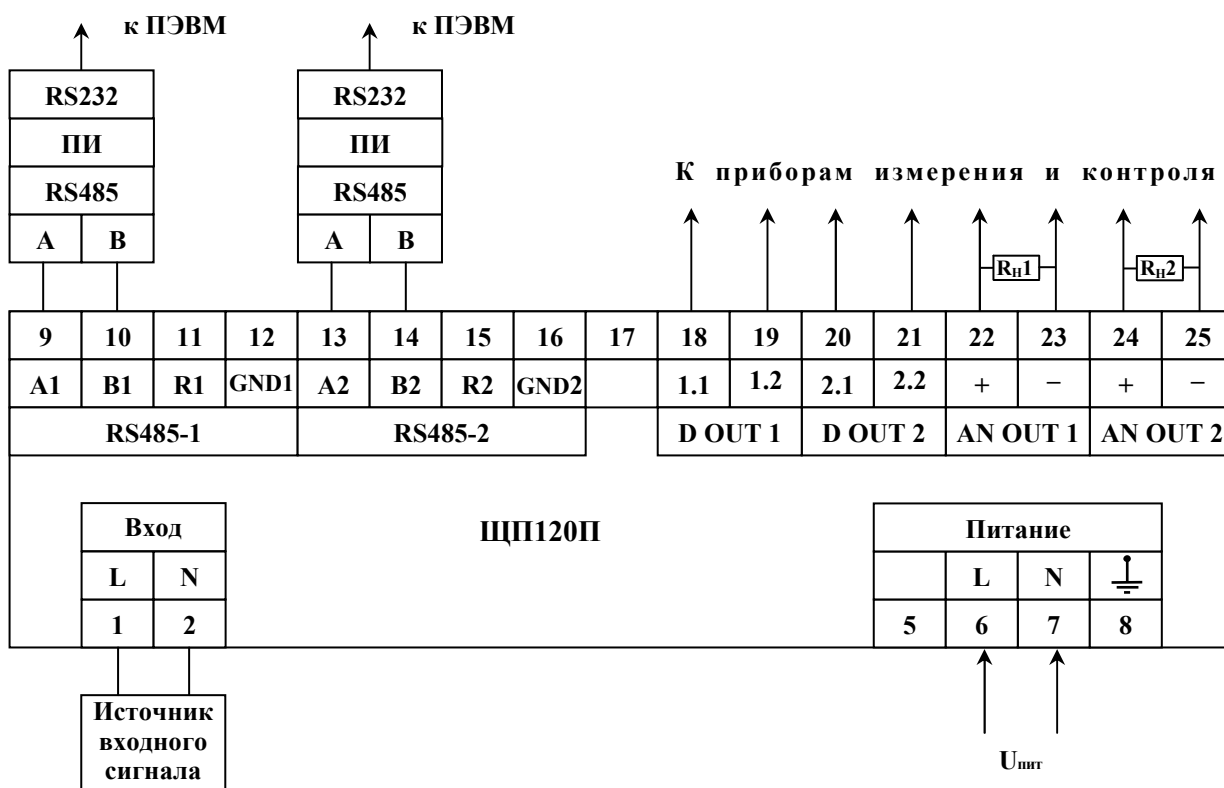 к ПЭВМ к ПЭВМ
RS232 RS232
ПИ ПИ
RS485 RS485
К приборам измерения и контроля
A B A B
Rн1 Rн2
9 10 11 12 13 14 15 16 17 18 19 20 21 22 23 24 25
A1 B1 R1 GND1 A2 B2 R2 GND2 1.1 1.2 2.1 2.2 + − + −
RS485-1 RS485-2 D OUT 1 D OUT 2 AN OUT 1 AN OUT 2
Вход ЩП120П Питание
L N L N
1 2 5 6 7 8
Источник
входного
сигнала
Uпит